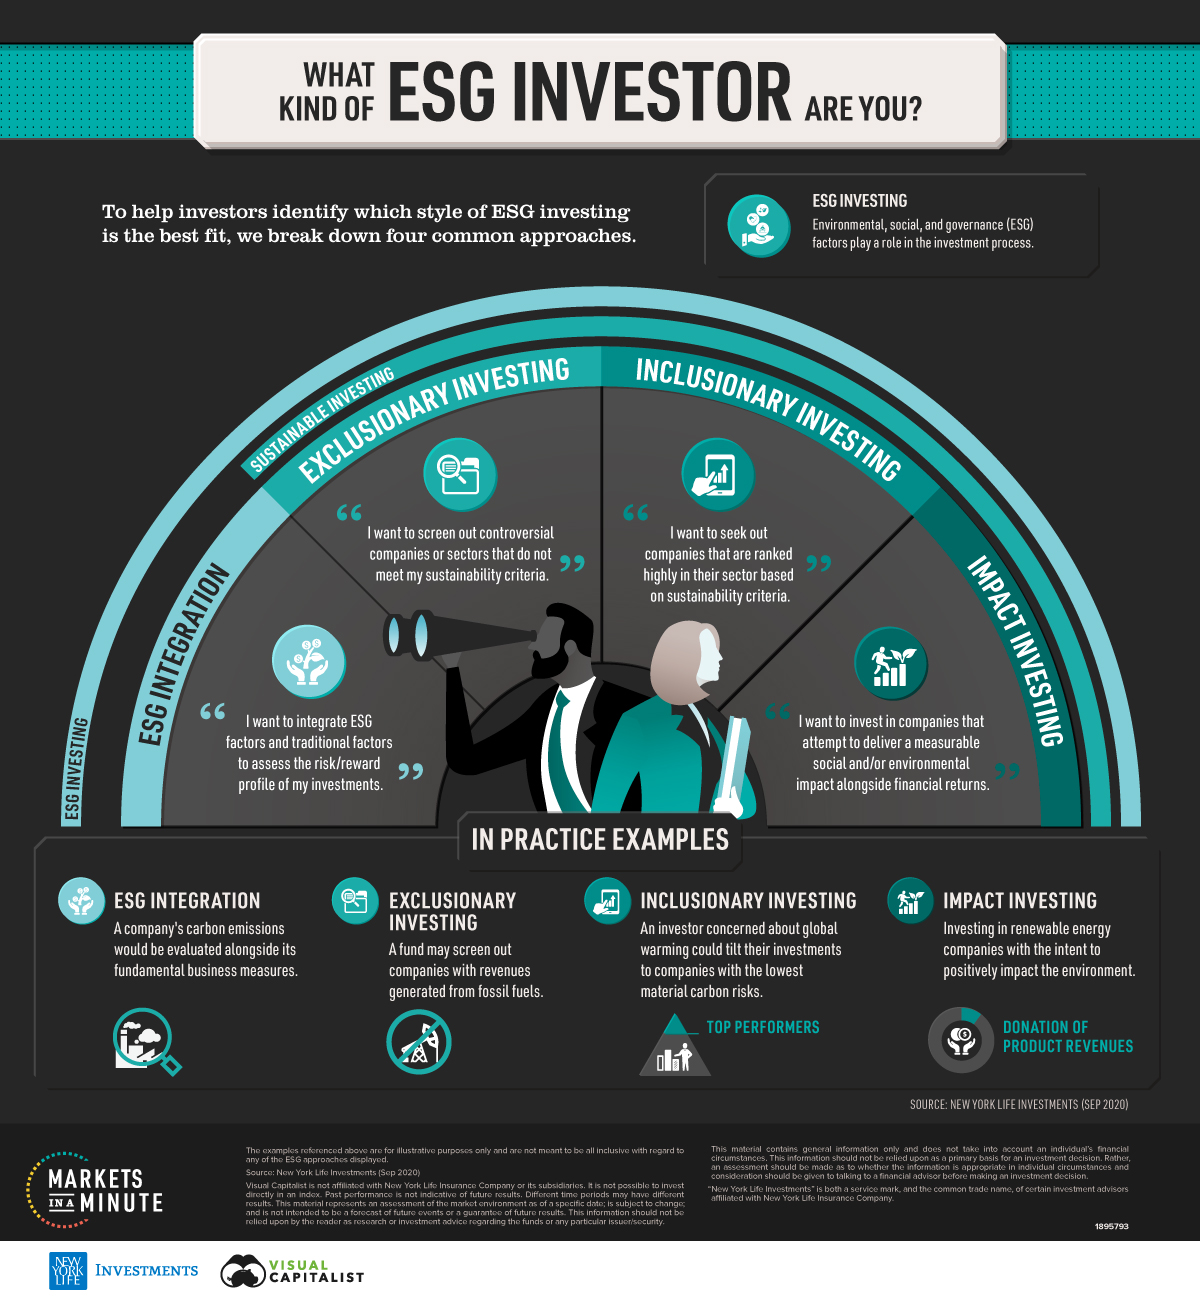 WHAT
KIND OF
ESG INVESTOR
ARE YOU?
To help investors identify which style of ESG investing
is the best fit, we break down four common approaches.
ESG INVESTING
Environmental, social, and governance (ESG)
factors play a role in the investment process.
ESG INVESTING
SUSTAINABLE INVESTING
ESG INTEGRATION
EXCLUSIONARY INVESTING
INCLUSIONARY INVESTING
IMPACT INVESTING
“
I want to integrate ESG
factors and traditional factors
to assess the risk/reward
profile of my investments.
”
“
I want to screen out controversial
companies or sectors that do not
meet my sustainability criteria.
”
“
I want to seek out
companies that are ranked
highly in their sector based
on sustainability criteria.
”
“
I want to invest in companies that
attempt to deliver a measurable
social and/or environmental
impact alongside financial returns.
”
IN PRACTICE EXAMPLES
ESG INTEGRATION
A company's carbon emissions
would be evaluated alongside its
fundamental business measures.
EXCLUSIONARY
INVESTING
A fund may screen out
companies with revenues
generated from fossil fuels.
INCLUSIONARY INVESTING
An investor concerned about global
warming could tilt their investments
to companies with the lowest
material carbon risks.
TOP PERFORMERS
IMPACT INVESTING
Investing in renewable energy
companies with the intent to
positively impact the environment.
DONATION OF
PRODUCT REVENUES
SOURCE: NEW YORK LIFE INVESTMENTS (SEP 2020)
MARKETS
IN A
MINUTE
The examples referenced above are for illustrative purposes only and are not meant to be all inclusive with regard to
any of the ESG approaches displayed.
Source: New York Life Investments (Sep 2020)
Visual Capitalist is not affiliated with New York Life Insurance Company or its subsidiaries. It is not possible to invest
directly in an index. Past performance is not indicative of future results. Different time periods may have different
results. This material represents an assessment of the market environment as of a specific date; is subject to change;
and is not intended to be a forecast of future events or a guarantee of future results. This information should not be
relied upon by the reader as research or investment advice regarding the funds or any particular issuer/security.
This material contains general information only and does not take into account an individual's financial
circumstances. This information should not be relied upon as a primary basis for an investment decision. Rather,
an assessment should be made as to whether the information is appropriate in individual circumstances and
consideration should be given to talking to a financial advisor before making an investment decision.
"New York Life Investments" is both a service mark, and the common trade name, of certain investment advisors
affiliated with New York Life Insurance Company.
1895793
NEW
YORK
LIFE
INVESTMENTS
VISUAL
CAPITALIST